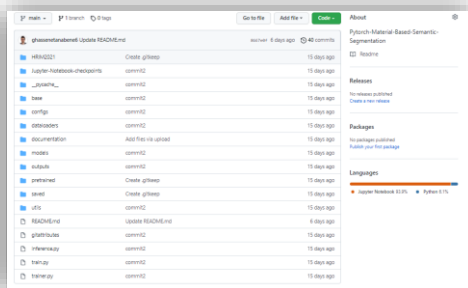 main
1 branch
0 tags
Go to file
Add file
Code
ghassemetanabeneli Update README.md
6 days ago
40 commits
HRIN2021 Create .gitkeep 15 days ago
Jupyter-Notebook-checkpoints commit2 15 days ago
__pycache__ commit2 15 days ago
base commit2 15 days ago
configs commit2 15 days ago
dataloaders commit2 15 days ago
documentation Add files via upload 15 days ago
models commit2 15 days ago
outputs commit2 15 days ago
pretrained Create .gitkeep 15 days ago
saved Create .gitkeep 15 days ago
utils commit2 15 days ago
README.md Update README.md 6 days ago
gitattributes commit2 15 days ago
inference.py commit2 15 days ago
train.py commit2 15 days ago
trainer.py commit2 15 days ago
About
Pytorch-Material-Based-Semantic-
Segmentation
Readme
Releases
No releases published
Create a new release
Packages
No packages published
Publish your first package
Languages
Jupyter Notebook
Python